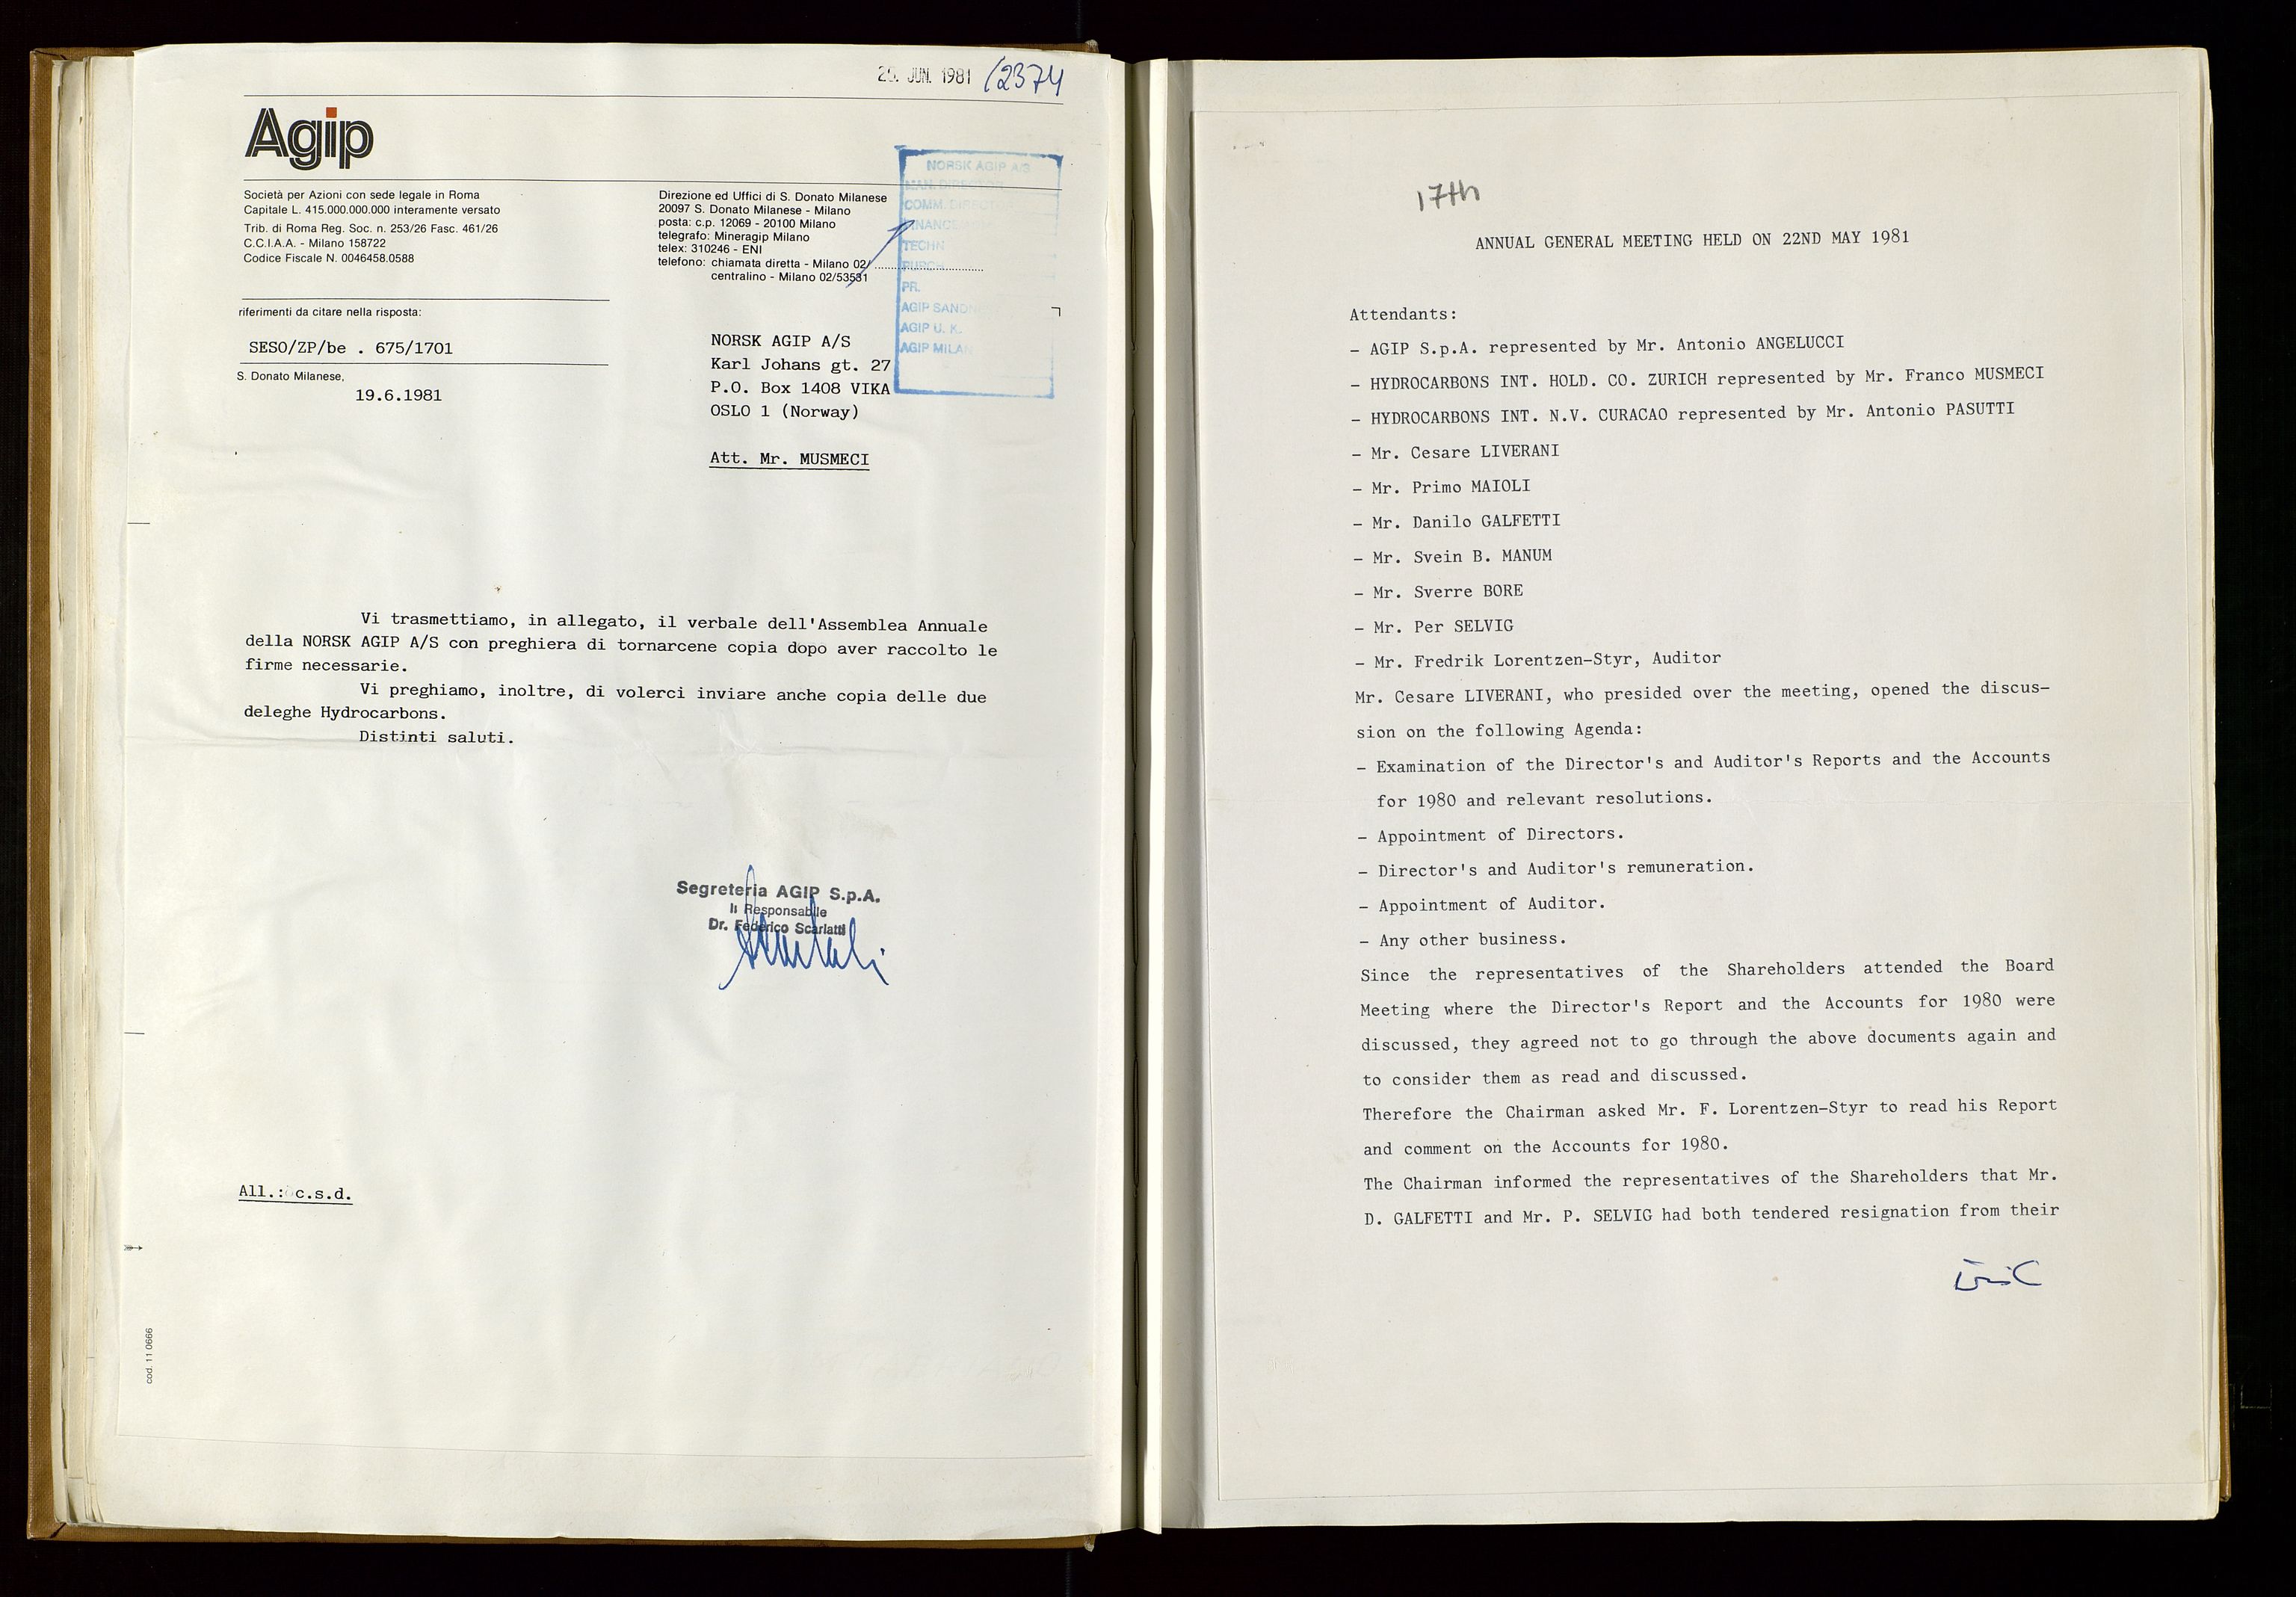 JUN. 1981 12374
Agip
Società per Azioni con sede legale in Roma
Capitale L. 415.000.000.000 interamente versato
Trib. di Roma Reg. Soc. n. 253/26 Fasc. 461/26
C.C.I.A.A. - Milano 158722
Codice Fiscale N. 0046458.0588
Direzione ed Uffici di S. Donato Milanese
20097 S. Donato Milanese - Milano
posta: c.p. 12069 - 20100 Milano
telegrafo: Mineragip Milano
telex: 310246 - ENI
telefono: chiamata diretta - Milano 02/
centralino - Milano 02/53531
NORSK AGIP A/S
MAN. DIRECTOR
COMM. DIRECT
FINANCE
TECHN
PURCH
PR.
AGIP SANDN
AGIP U. K.
AGIP MILAN
riferimenti da citare nella risposta:
SESO/ZP/be . 675/1701
S. Donato Milanese,
19.6.1981
NORSK AGIP A/S
Karl Johans gt. 27
P.O. Box 1408 VIKA
OSLO 1 (Norway)
Att. Mr. MUSMECI
Vi trasmettiamo, in allegato, il verbale dell'Assemblea Annuale
della NORSK AGIP A/S con preghiera di tornarcene copia dopo aver raccolto le
firme necessarie.
Vi preghiamo, inoltre, di volerci inviare anche copia delle due
deleghe Hydrocarbons.
Distinti saluti.
Segreteria AGIP S.p.A.
Il Responsabile
Dr. Federico Scarlatti
All.: c.s.d.
cod. 11 0666
17th
ANNUAL GENERAL MEETING HELD ON 22ND MAY 1981
Attendants:
- AGIP S.p.A. represented by Mr. Antonio ANGELUCCI
- HYDROCARBONS INT. HOLD. CO. ZURICH represented by Mr. Franco MUSMECI
- HYDROCARBONS INT. N.V. CURACAO represented by Mr. Antonio PASUTTI
- Mr. Cesare LIVERANI
- Mr. Primo MAIOLI
- Mr. Danilo GALFETTI
- Mr. Svein B. MANUM
- Mr. Sverre BORE
- Mr. Per SELVIG
- Mr. Fredrik Lorentzen-Styr, Auditor
Mr. Cesare LIVERANI, who presided over the meeting, opened the discus-
sion on the following Agenda:
- Examination of the Director's and Auditor's Reports and the Accounts
for 1980 and relevant resolutions.
- Appointment of Directors.
- Director's and Auditor's remuneration.
- Appointment of Auditor.
- Any other business.
Since the representatives of the Shareholders attended the Board
Meeting where the Director's Report and the Accounts for 1980 were
discussed, they agreed not to go through the above documents again and
to consider them as read and discussed.
Therefore the Chairman asked Mr. F. Lorentzen-Styr to read his Report
and comment on the Accounts for 1980.
The Chairman informed the representatives of the Shareholders that Mr.
D. GALFETTI and Mr. P. SELVIG had both tendered resignation from their